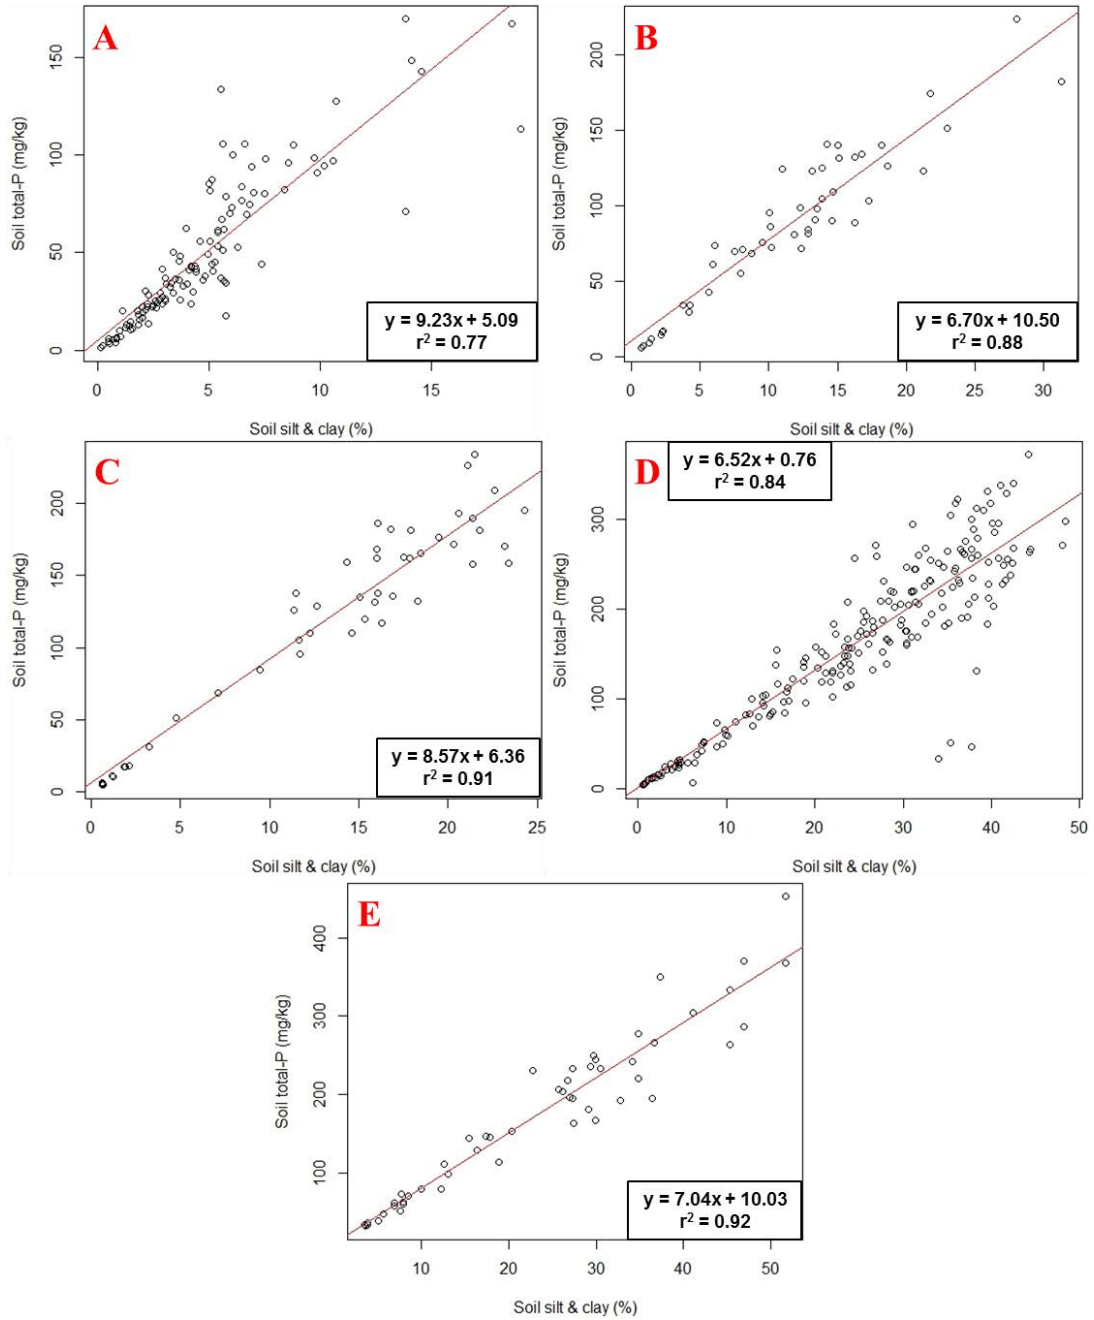 A
Soil total-P (mg/kg)
150
100
50
0
y = 9.23x + 5.09
r² = 0.77
0 5 10 15
Soil silt & clay (%)
B
Soil total-P (mg/kg)
200
150
100
50
0
y = 6.70x + 10.50
r² = 0.88
0 5 10 15 20 25 30
Soil silt & clay (%)
C
Soil total-P (mg/kg)
200
150
100
50
0
y = 8.57x + 6.36
r² = 0.91
0 5 10 15 20 25
Soil silt & clay (%)
D
y = 6.52x + 0.76
r² = 0.84
Soil total-P (mg/kg)
300
200
100
0
0 10 20 30 40 50
Soil silt & clay (%)
E
Soil total-P (mg/kg)
400
300
200
100
y = 7.04x + 10.03
r² = 0.92
10 20 30 40 50
Soil silt & clay (%)